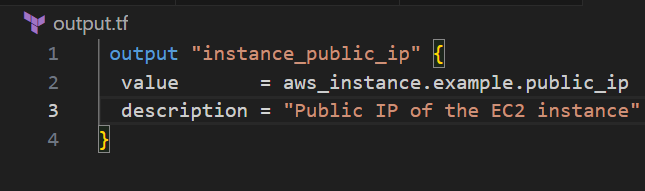 output.tf
1 output "instance_public_ip" {
2 value = aws_instance.example.public_ip
3 description = "Public IP of the EC2 instance"
4 }